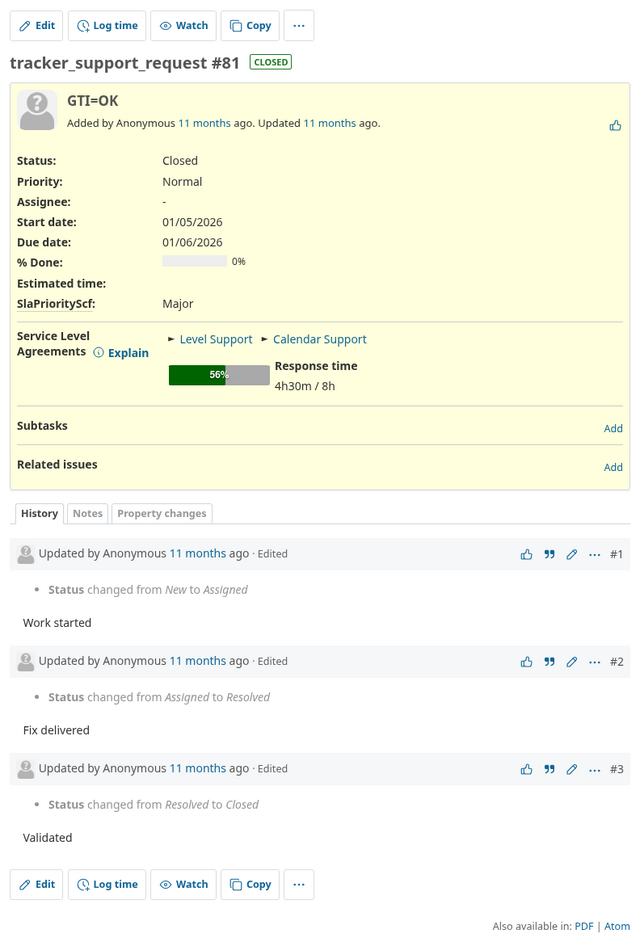 Edit Log time Watch Copy ...
tracker_support_request #81 CLOSED
GTI=OK
Added by Anonymous 11 months ago. Updated 11 months ago.
Status: Closed
Priority: Normal
Assignee: -
Start date: 01/05/2026
Due date: 01/06/2026
% Done: 0%
Estimated time:
SlaPriorityScf: Major
Service Level Agreements Explain
► Level Support ► Calendar Support
56% Response time
4h30m / 8h
Subtasks Add
Related issues Add
History Notes Property changes
Updated by Anonymous 11 months ago · Edited ... #1
• Status changed from New to Assigned
Work started
Updated by Anonymous 11 months ago · Edited ... #2
• Status changed from Assigned to Resolved
Fix delivered
Updated by Anonymous 11 months ago · Edited ... #3
• Status changed from Resolved to Closed
Validated
Edit Log time Watch Copy ...
Also available in: PDF | Atom